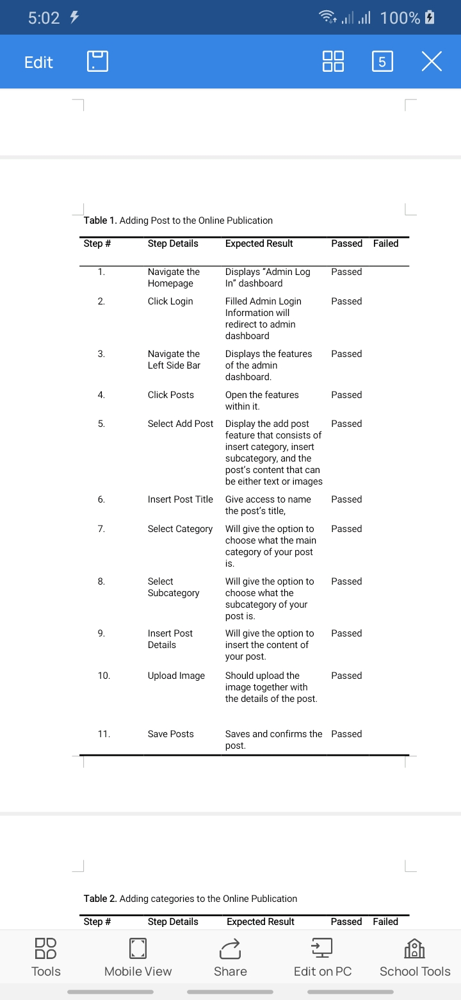 5:02 100%
Edit 5
Table 1. Adding Post to the Online Publication
Step # Step Details Expected Result Passed Failed
1. Navigate the Displays “Admin Log Passed
Homepage In” dashboard
2. Click Login Filled Admin Login Passed
Information will
redirect to admin
dashboard
3. Navigate the Displays the features Passed
Left Side Bar of the admin
dashboard.
4. Click Posts Open the features Passed
within it.
5. Select Add Post Display the add post Passed
feature that consists of
insert category, insert
subcategory, and the
post’s content that can
be either text or images
6. Insert Post Title Give access to name Passed
the post’s title,
7. Select Category Will give the option to Passed
choose what the main
category of your post
is.
8. Select Will give the option to Passed
Subcategory choose what the
subcategory of your
post is.
9. Insert Post Will give the option to Passed
Details insert the content of
your post.
10. Upload Image Should upload the Passed
image together with
the details of the post.
11. Save Posts Saves and confirms the Passed
post.
Table 2. Adding categories to the Online Publication
Step # Step Details Expected Result Passed Failed
Tools Mobile View Share Edit on PC School Tools